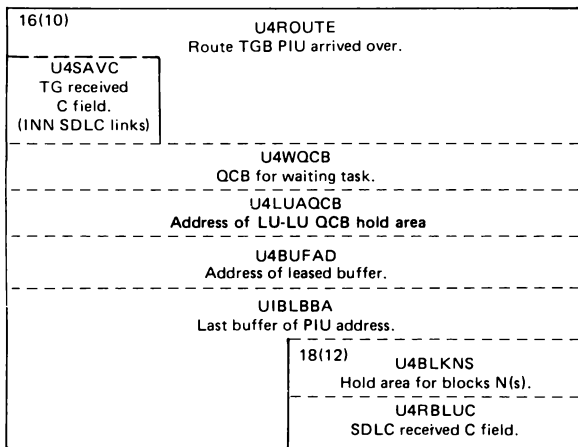 16(10)
U4ROUTE
Route TGB PIU arrived over.
U4SAVC
TG received
C field.
(INN SDLC links)
U4WQCB
QCB for waiting task.
U4LUAQCB
Address of LU-LU QCB hold area
U4BUFAD
Address of leased buffer.
UIBLBBA
Last buffer of PIU address.
18(12)
U4BLKNS
Hold area for blocks N(s).
U4RBLUC
SDLC received C field.